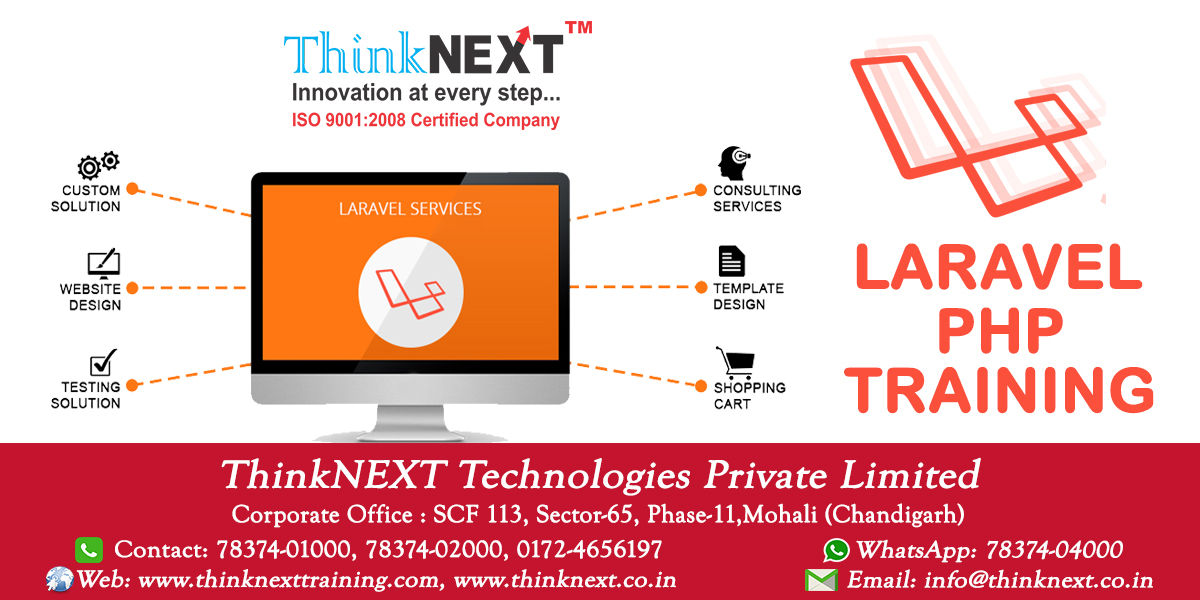 ThinkNEXT™
Innovation at every step...
ISO 9001:2008 Certified Company
CUSTOM
SOLUTION
WEBSITE
DESIGN
TESTING
SOLUTION
LARAVEL SERVICES
CONSULTING
SERVICES
TEMPLATE
DESIGN
SHOPPING
CART
LARAVEL
PHP
TRAINING
ThinkNEXT Technologies Private Limited
Corporate Office : SCF 113, Sector-65, Phase-11,Mohali (Chandigarh)
Contact: 78374-01000, 78374-02000, 0172-4656197
WhatsApp: 78374-04000
Web: www.thinknexttraining.com, www.thinknext.co.in
Email: info@thinknext.co.in